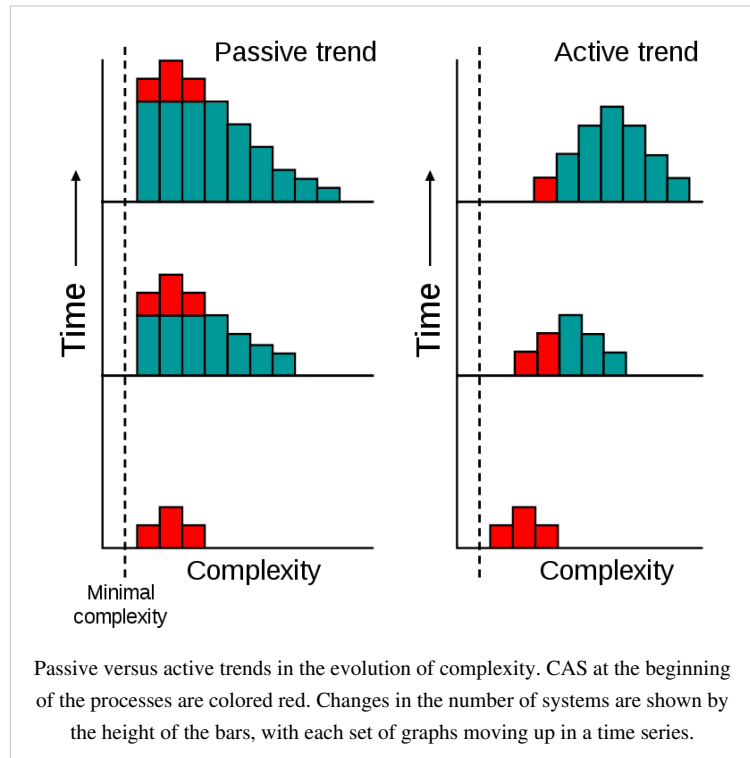 Passive trend
Active trend
Time
Time
Complexity
Complexity
Minimal
complexity
Passive versus active trends in the evolution of complexity. CAS at the beginning
of the processes are colored red. Changes in the number of systems are shown by
the height of the bars, with each set of graphs moving up in a time series.